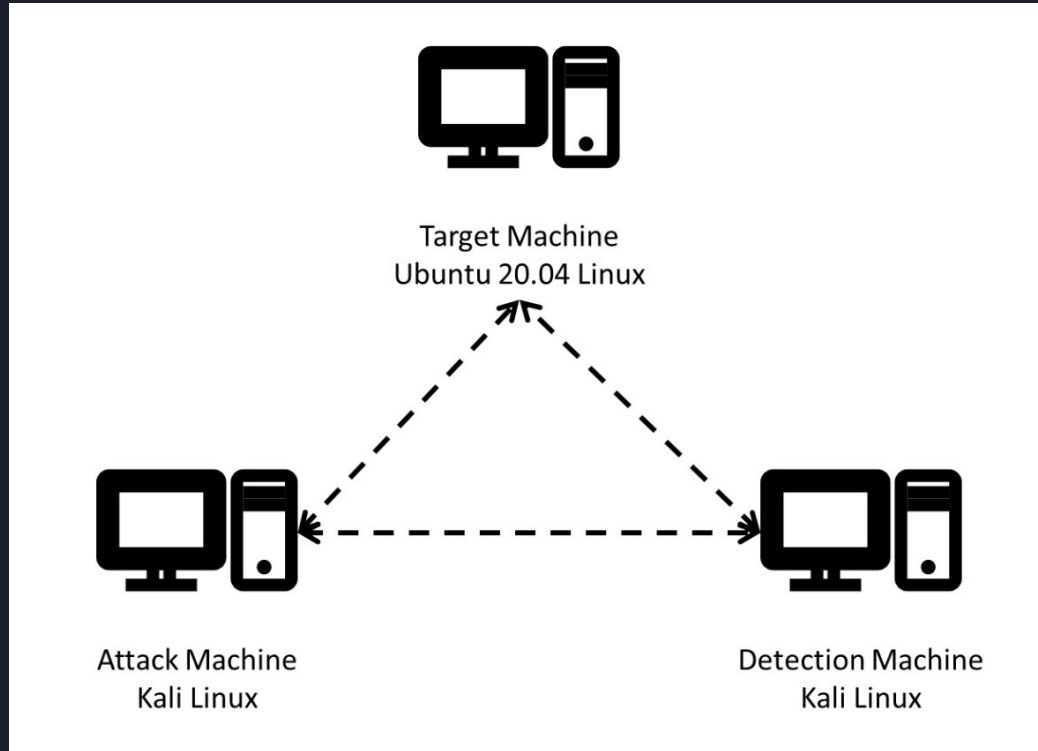 Target Machine
Ubuntu 20.04 Linux
Attack Machine
Kali Linux
Detection Machine
Kali Linux